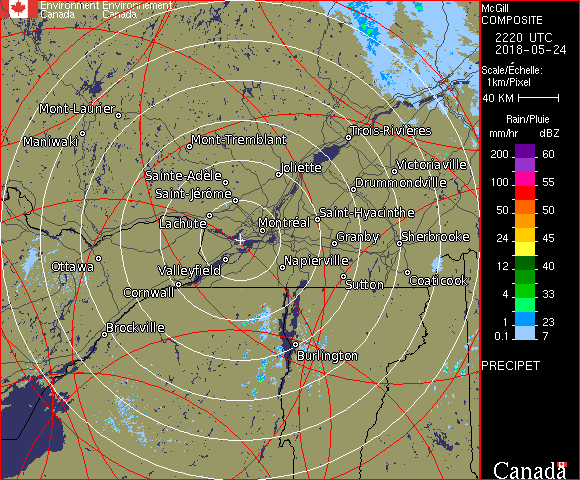 Environment Environnement
Canada Canada
McGill
COMPOSITE
2220 UTC
2018-05-24
Scale/Échelle:
1km/Pixel
40 KM
Rain/Pluie
mm/hr dBZ
200 60
150 57
100 55
50 50
24 45
12 40
4 33
1 23
0.1 7
PRECIPET
Canada
Mont-Laurier
Maniwaki
Mont-Tremblant
Trois-Rivières
Joliette
Victoriaville
Sainte-Adèle
Drummondville
Saint-Jérôme
Saint-Hyacinthe
Lachute
Montréal
Granby
Sherbrooke
Ottawa
Valleyfield
Napierville
Coaticook
Cornwall
Sutton
Brockville
Burlington